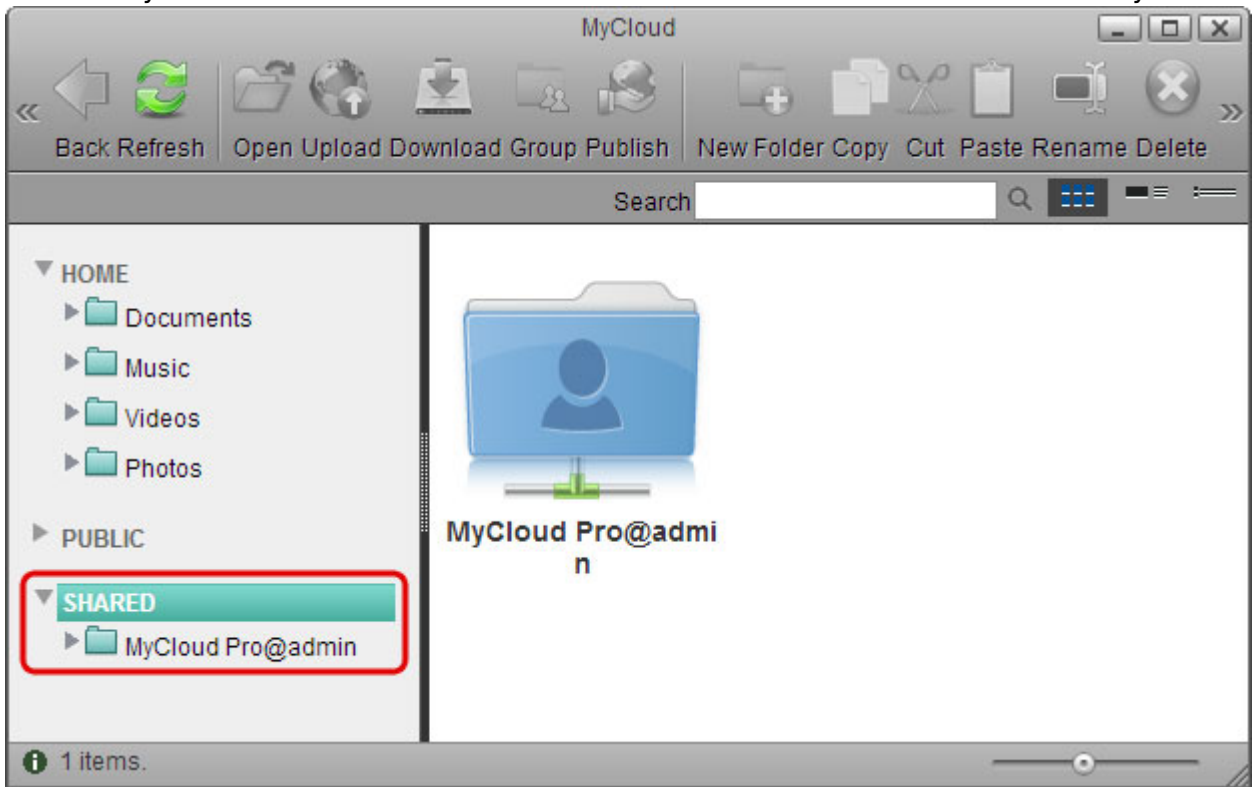 MyCloud
Back Refresh Open Upload Download Group Publish New Folder Copy Cut Paste Rename Delete
Search
HOME
Documents
Music
Videos
Photos
PUBLIC
SHARED
MyCloud Pro@admin
MyCloud Pro@admi
n
1 items.